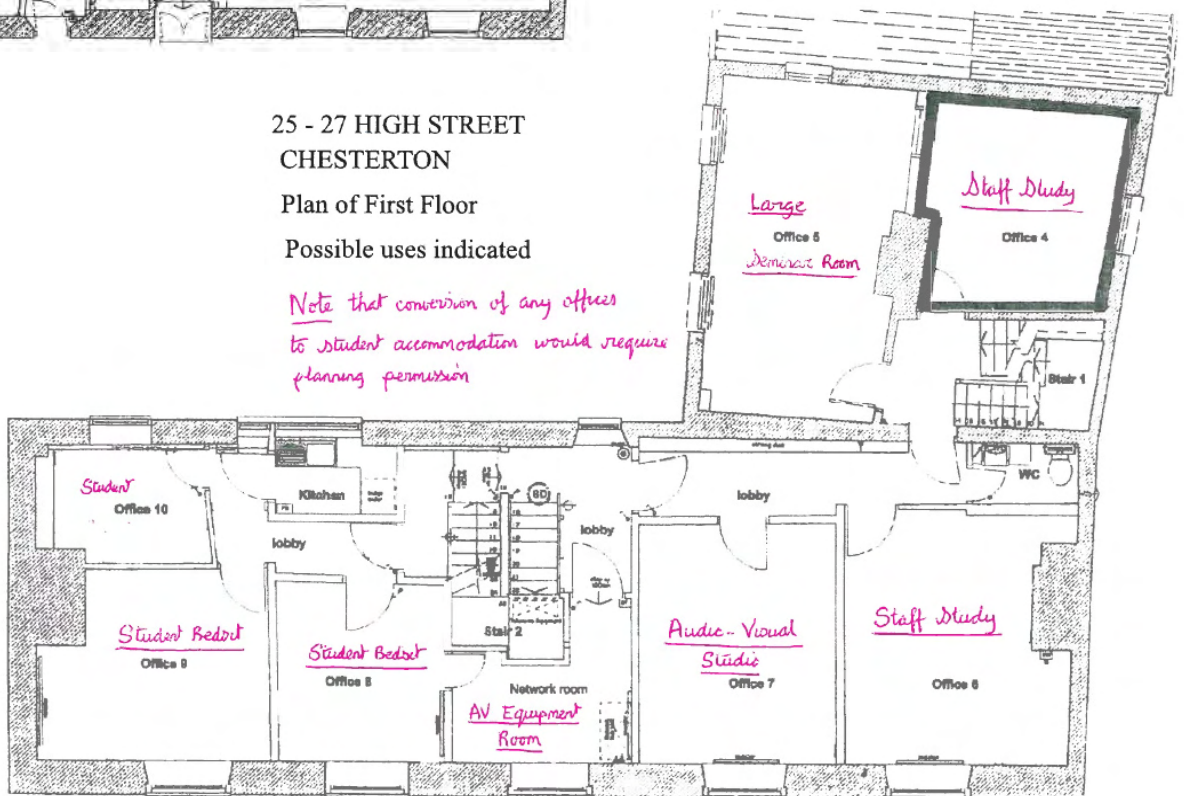 25 - 27 HIGH STREET
CHESTERTON
Plan of First Floor
Possible uses indicated
Note that conversion of any offices
to student accommodation would require
planning permission
Large
Office 5
Seminar Room
Staff Study
Office 4
Stair 1
WC
lobby
Student
Office 10
Kitchen
lobby
SD
lobby
Student Bedsit
Office 9
Student Bedsit
Office 8
Stair 2
Network room
AV Equipment
Room
Audio-Visual
Studio
Office 7
Staff Study
Office 6